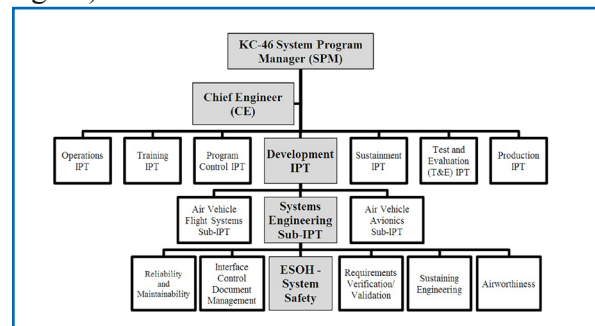 KC-46 System Program
Manager (SPM)
Chief Engineer
(CE)
Operations
IPT
Training
IPT
Program
Control IPT
Development
IPT
Sustainment
IPT
Test and
Evaluation
(T&E) IPT
Production
IPT
Air Vehicle
Flight Systems
Sub-IPT
Systems
Engineering
Sub-IPT
Air Vehicle
Avionics
Sub-IPT
Reliability
and
Maintainability
Interface
Control
Document
Management
ESOH -
System
Safety
Requirements
Verification/
Validation
Sustaining
Engineering
Airworthiness